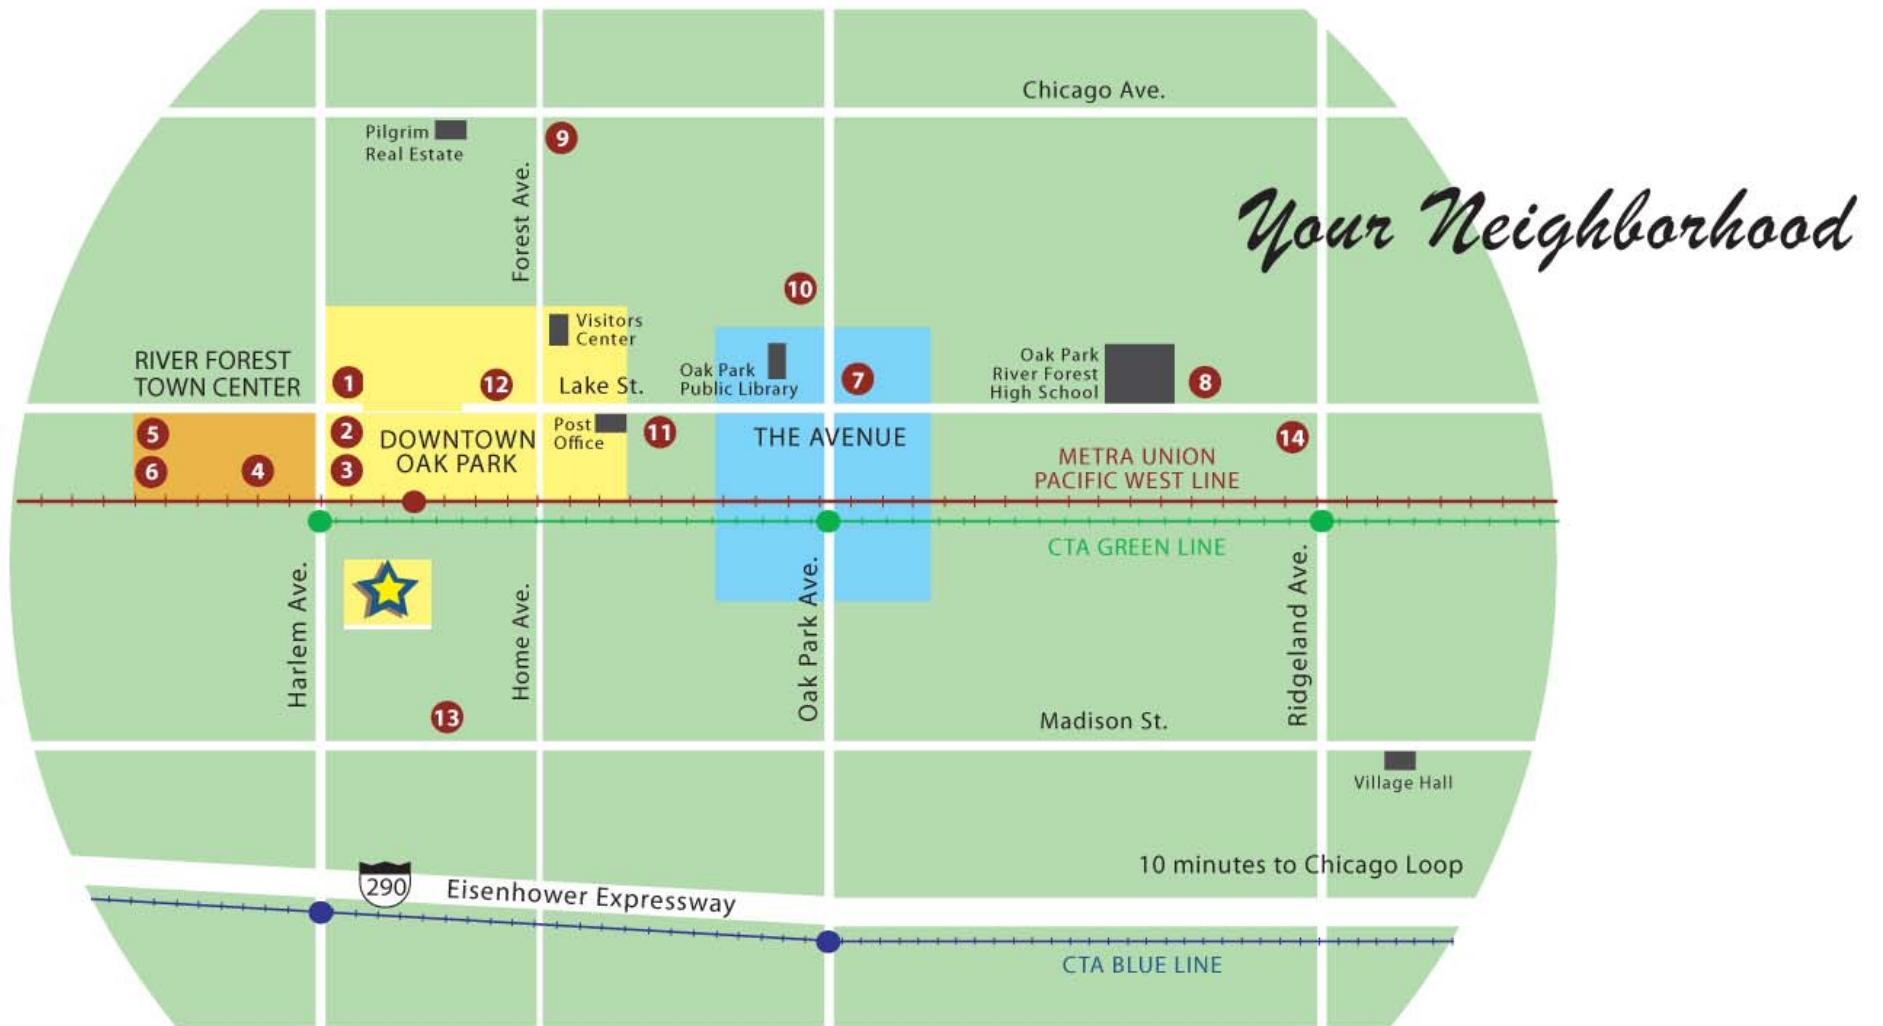 Chicago Ave.
Pilgrim
Real Estate
9
Forest Ave.
Your Neighborhood
10
Visitors
Center
RIVER FOREST
TOWN CENTER
1
12
Lake St.
Oak Park
Public Library
7
Oak Park
River Forest
High School
8
5
6
4
2
3
DOWNTOWN
OAK PARK
Post
Office
11
THE AVENUE
14
METRA UNION
PACIFIC WEST LINE
CTA GREEN LINE
Harlem Ave.
Home Ave.
Oak Park Ave.
Ridgeland Ave.
13
Madison St.
Village Hall
10 minutes to Chicago Loop
290
Eisenhower Expressway
CTA BLUE LINE